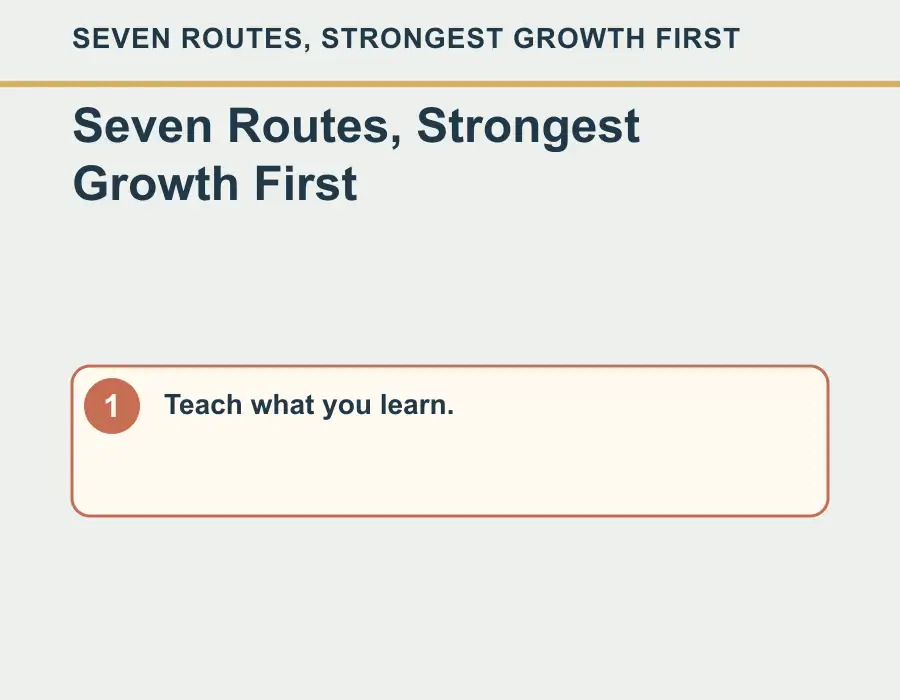 SEVEN ROUTES, STRONGEST GROWTH FIRST
Seven Routes, Strongest
Growth First
1
Teach what you learn.